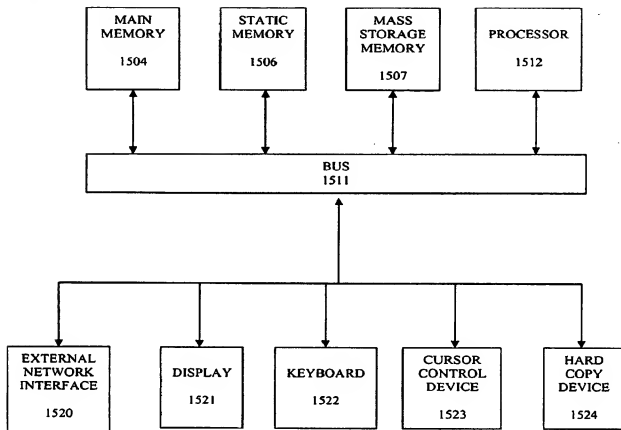 MAIN
MEMORY
1504
STATIC
MEMORY
1506
MASS
STORAGE
MEMORY
1507
PROCESSOR
1512
BUS
1511
EXTERNAL
NETWORK
INTERFACE
1520
DISPLAY
1521
KEYBOARD
1522
CURSOR
CONTROL
DEVICE
1523
HARD
COPY
DEVICE
1524